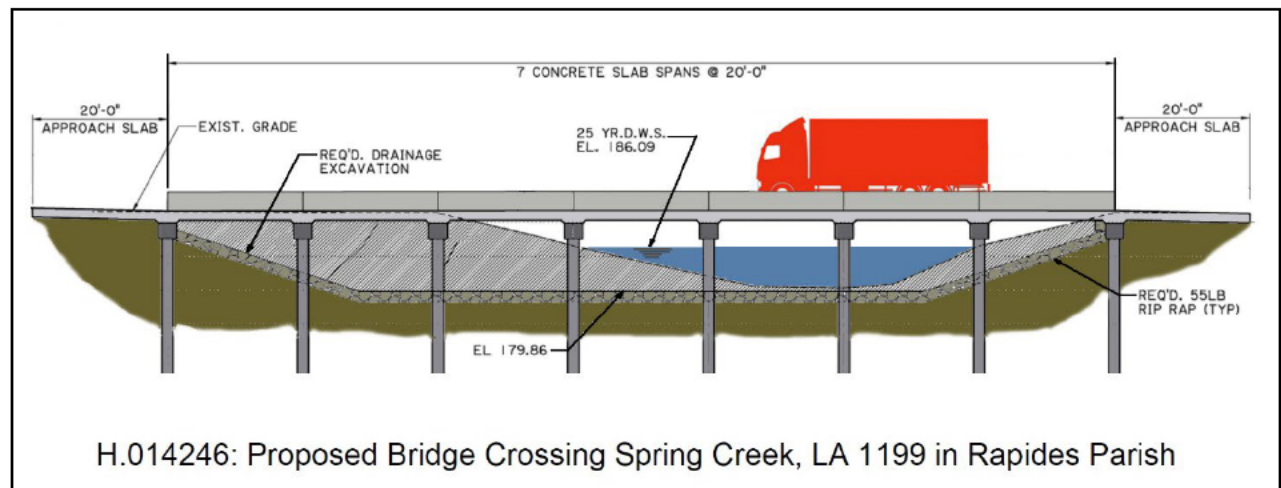 7 CONCRETE SLAB SPANS @ 20'-0"
20'-0"
APPROACH SLAB
EXIST. GRADE
REQ'D. DRAINAGE
EXCAVATION
25 YR.D.W.S.
EL. 186.09
20'-0"
APPROACH SLAB
REQ'D. 55LB
RIP RAP (TYP)
EL 179.86
H.014246: Proposed Bridge Crossing Spring Creek, LA 1199 in Rapides Parish